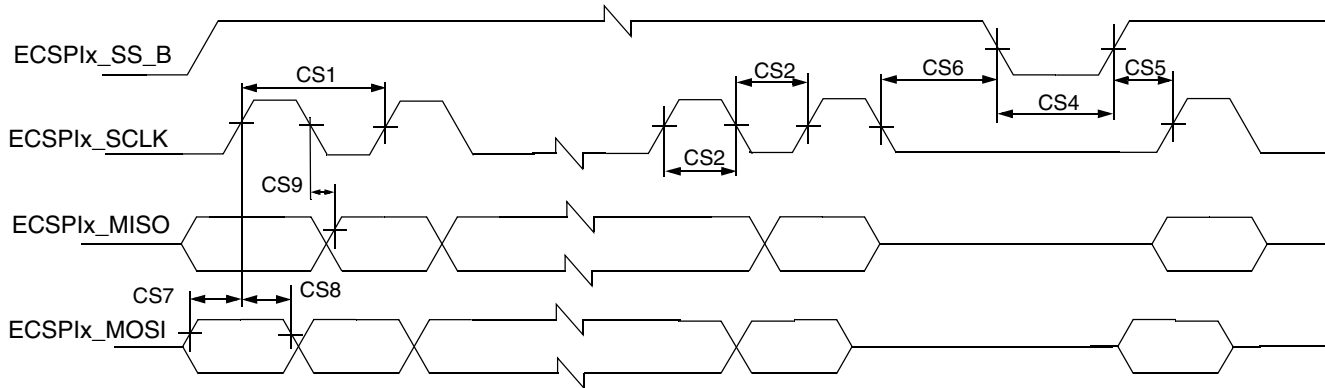 ECSPIx_SS_B
CS1
CS2
CS6
CS5
CS4
ECSPIx_SCLK
CS2
CS9
ECSPIx_MISO
CS7
CS8
ECSPIx_MOSI